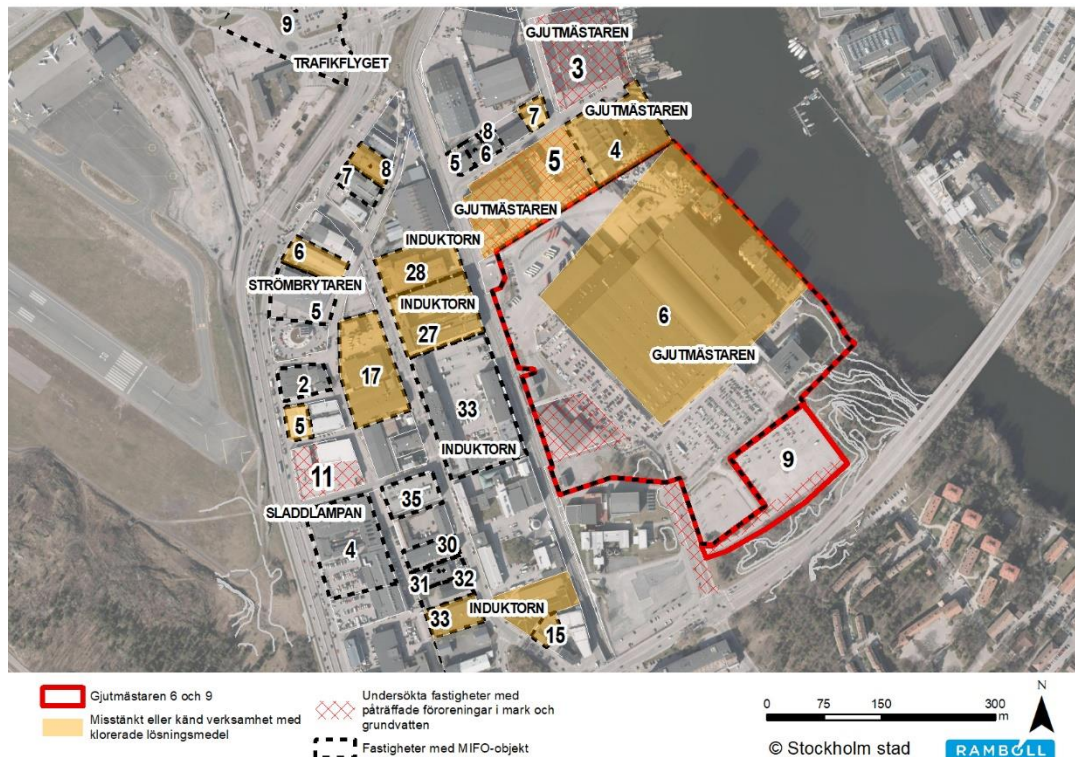 9
TRAFIKFLYGET
GJUTMÄSTAREN
3
GJUTMÄSTAREN
7
8
5
6
5
4
8
7
GJUTMÄSTAREN
INDUKTORN
6
28
STRÖMBRYTAREN
INDUKTORN
5
27
6
GJUTMÄSTAREN
17
2
33
5
INDUKTORN
11
9
35
SLADDLAMPAN
4
30
31
32
INDUKTORN
33
15
Gjutmästaren 6 och 9
Misstänkt eller känd verksamhet med
klorerade lösningsmedel
Undersökta fastigheter med
påträffade föroreningar i mark och
grundvatten
Fastigheter med MIFO-objekt
0 75 150 300
m
N
© Stockholm stad
RAMBOLL